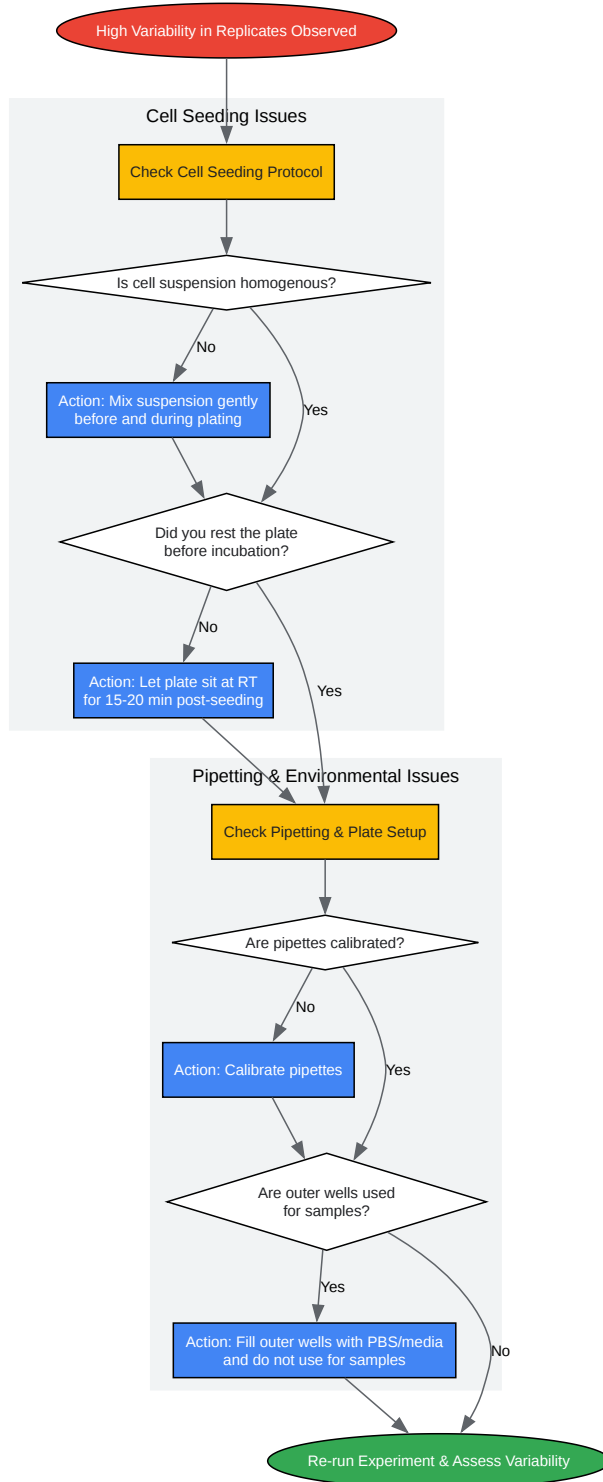 High Variability in Replicates Observed
Cell Seeding Issues
Check Cell Seeding Protocol
Is cell suspension homogenous?
No
Action: Mix suspension gently
before and during plating
Yes
Did you rest the plate
before incubation?
No
Action: Let plate sit at RT
for 15-20 min post-seeding
Yes
Pipetting & Environmental Issues
Check Pipetting & Plate Setup
Are pipettes calibrated?
No
Action: Calibrate pipettes
Yes
Are outer wells used
for samples?
Yes
Action: Fill outer wells with PBS/media
and do not use for samples
No
Re-run Experiment & Assess Variability